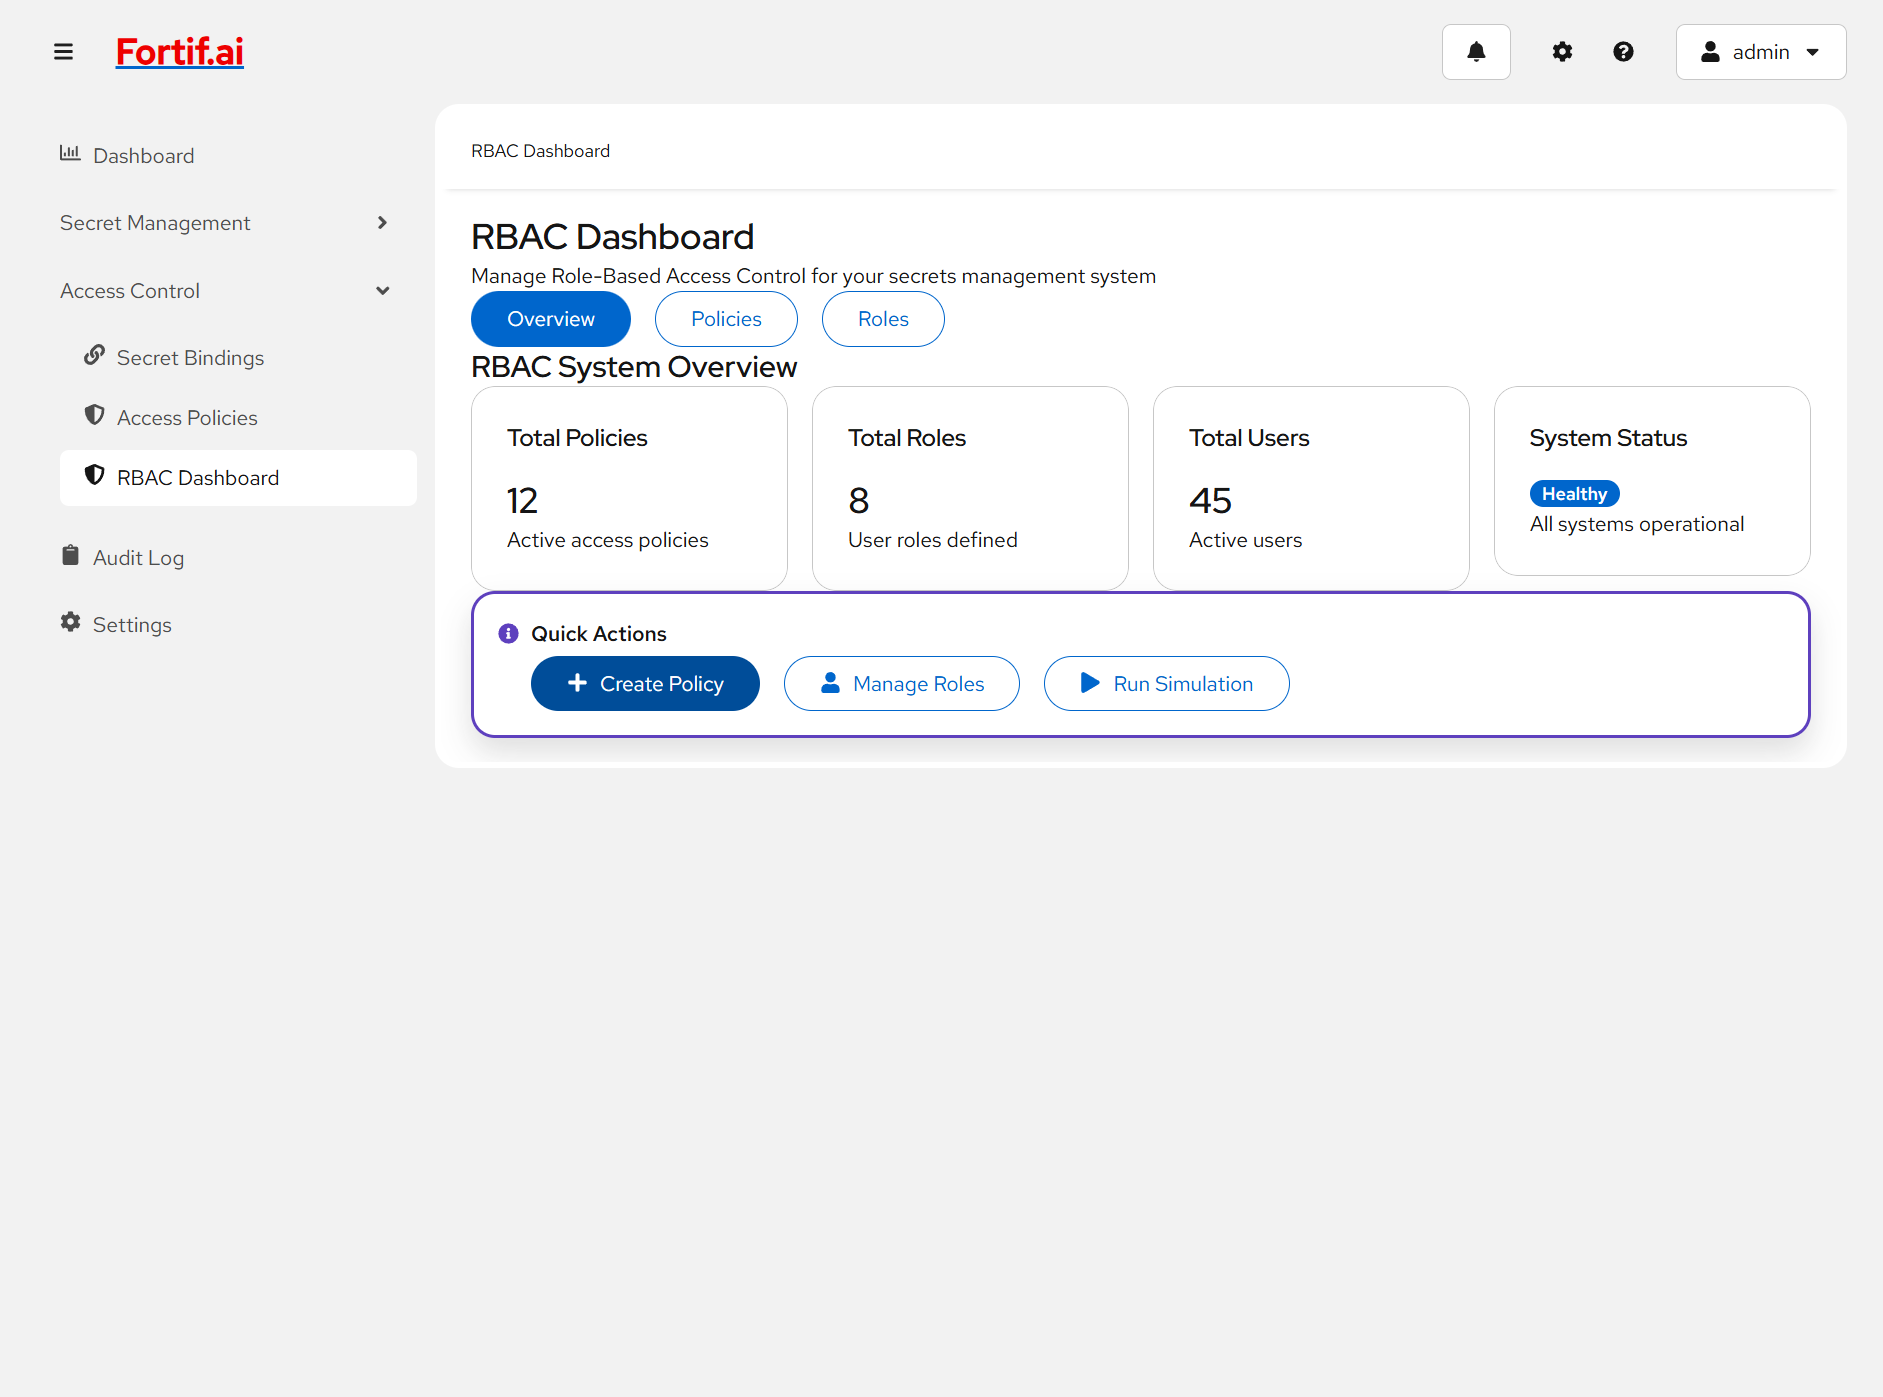 Fortif.ai
admin
Dashboard
Secret Management
Access Control
Secret Bindings
Access Policies
RBAC Dashboard
Audit Log
Settings
RBAC Dashboard
RBAC Dashboard
Manage Role-Based Access Control for your secrets management system
Overview
Policies
Roles
RBAC System Overview
Total Policies
12
Active access policies
Total Roles
8
User roles defined
Total Users
45
Active users
System Status
Healthy
All systems operational
Quick Actions
Create Policy
Manage Roles
Run Simulation